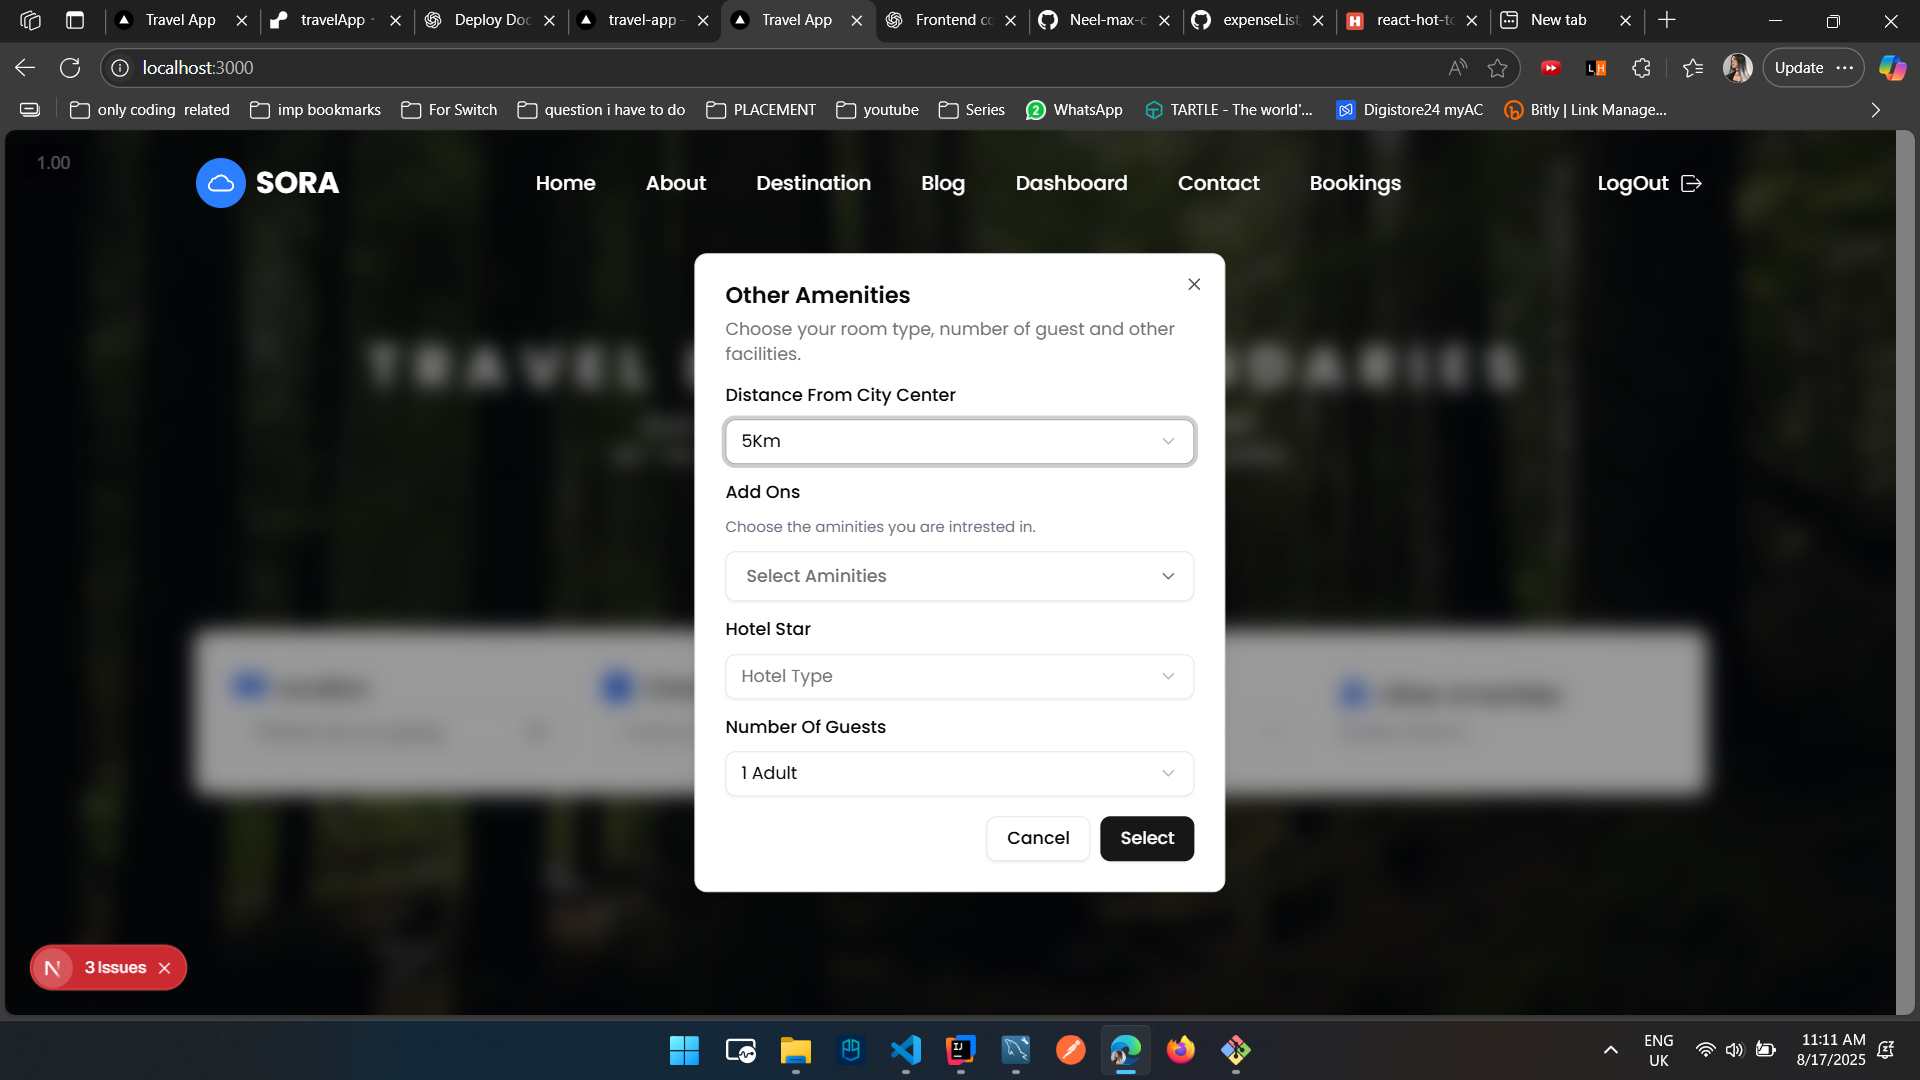 Travel App
travelApp
Deploy Doc
travel-app
Travel App
Frontend co
Neel-max-c
expenseList
react-hot-to
New tab
localhost:3000
Update
only coding related
imp bookmarks
For Switch
question i have to do
PLACEMENT
youtube
Series
WhatsApp
TARTLE - The world'...
Digistore24 myAC
Bitly | Link Manage...
1.00
SORA
Home
About
Destination
Blog
Dashboard
Contact
Bookings
LogOut
TRAVEL
Other Amenities
Choose your room type, number of guest and other
facilities.
Distance From City Center
5Km
Add Ons
Choose the aminities you are intrested in.
Select Aminities
Hotel Star
Hotel Type
Number Of Guests
1 Adult
Cancel
Select
N
3 Issues
ENG
UK
11:11 AM
8/17/2025